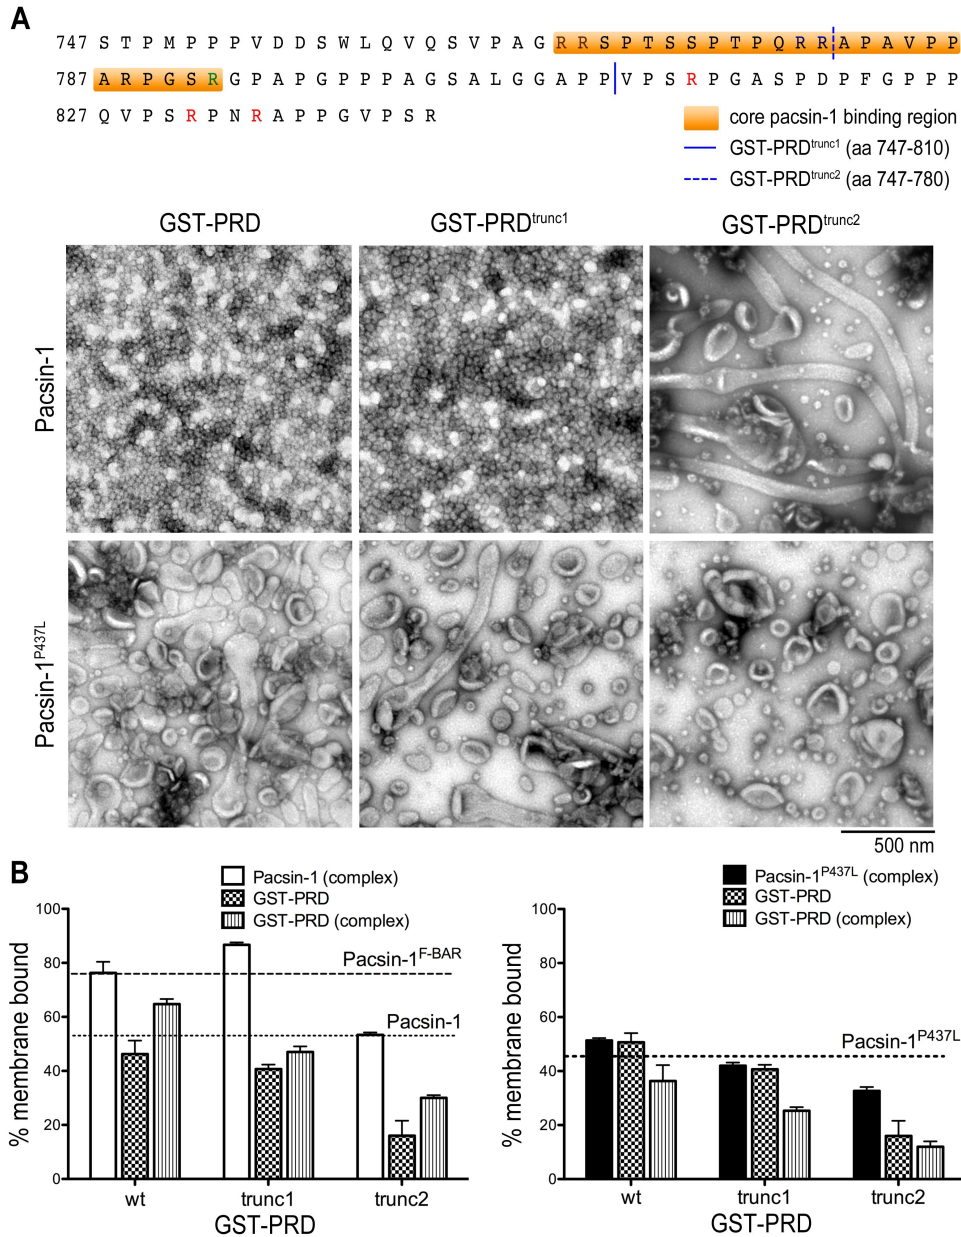 A
747 S T P M P P P V D D S W L Q V Q S V P A G R R S P T S S P T P Q R R A P A V P P
787 A R P G S R G P A P G P P P A G S A L G G A P P V P S R P G A S P D P F G P P P
827 Q V P S R P N R A P P G V P S R
core pacsin-1 binding region
GST-PRDtrunc1 (aa 747-810)
GST-PRDtrunc2 (aa 747-780)
GST-PRD GST-PRDtrunc1 GST-PRDtrunc2
Pacsin-1
Pacsin-1P437L
500 nm
B
Pacsin-1 (complex)
GST-PRD
GST-PRD (complex)
% membrane bound
100
80
60
40
20
0
Pacsin-1F-BAR
Pacsin-1
wt trunc1 trunc2
GST-PRD
Pacsin-1P437L (complex)
GST-PRD
GST-PRD (complex)
% membrane bound
100
80
60
40
20
0
Pacsin-1P437L
wt trunc1 trunc2
GST-PRD